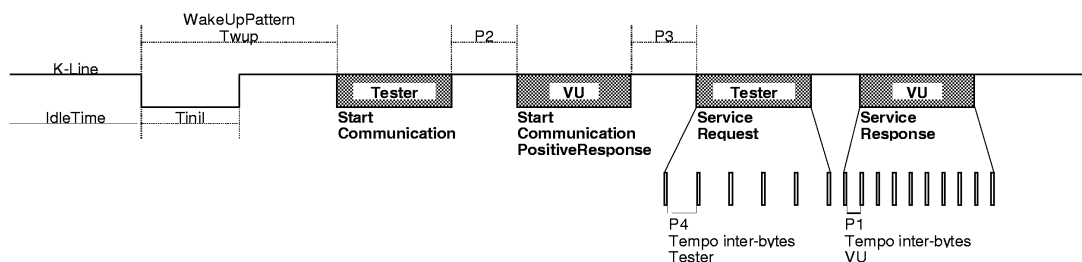 WakeUpPattern
Twup
P2
P3
K-Line
Tester
VU
Tester
VU
IdleTime
Tinil
Start
Communication
Start
Communication
PositiveResponse
Service
Request
Service
Response
P4
Tempo inter-bytes
Tester
P1
Tempo inter-bytes
VU